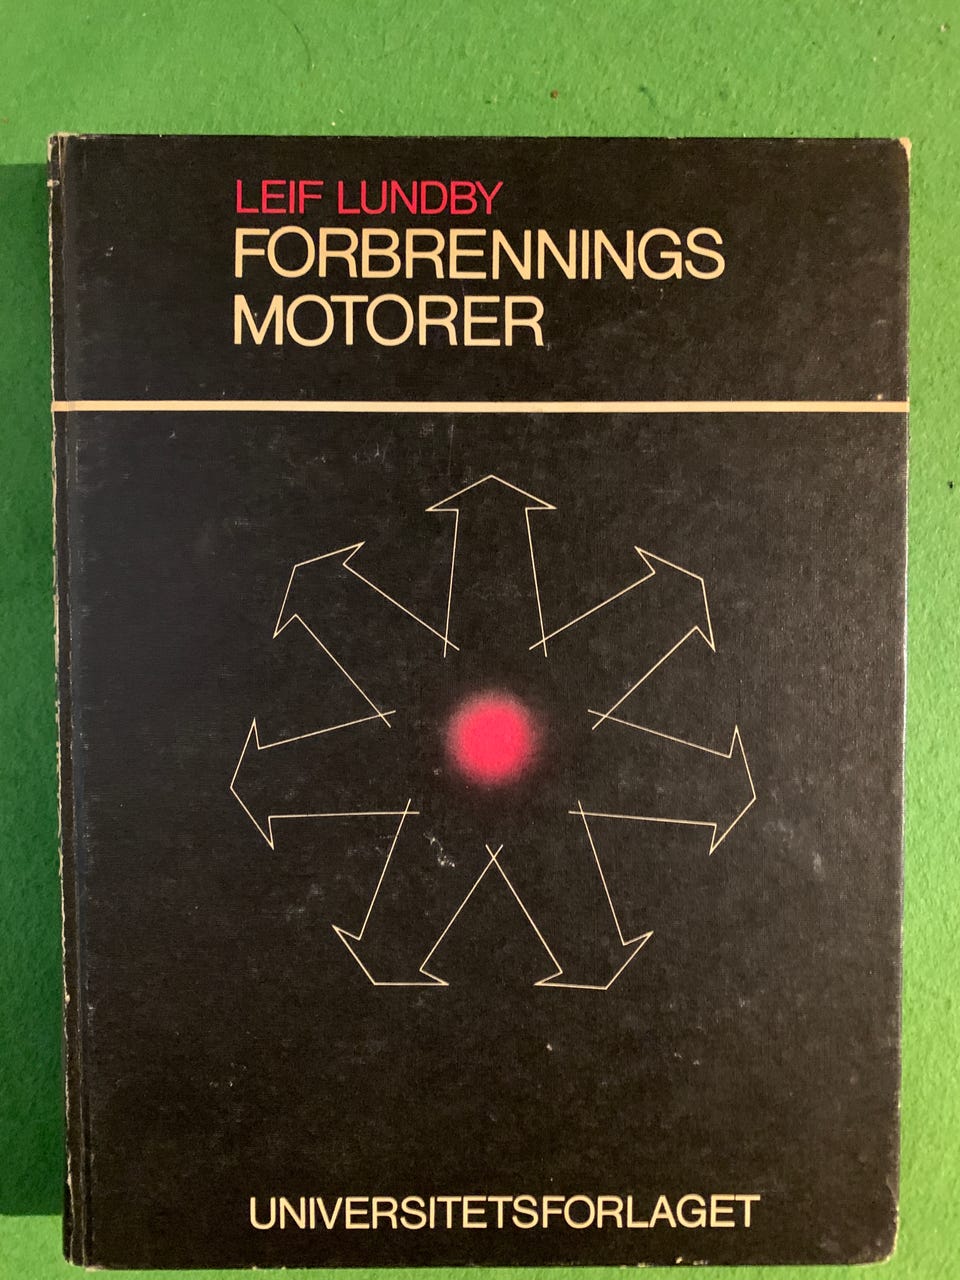 LEIF LUNDBY
FORBRENNINGS
MOTORER
UNIVERSITETSFORLAGET